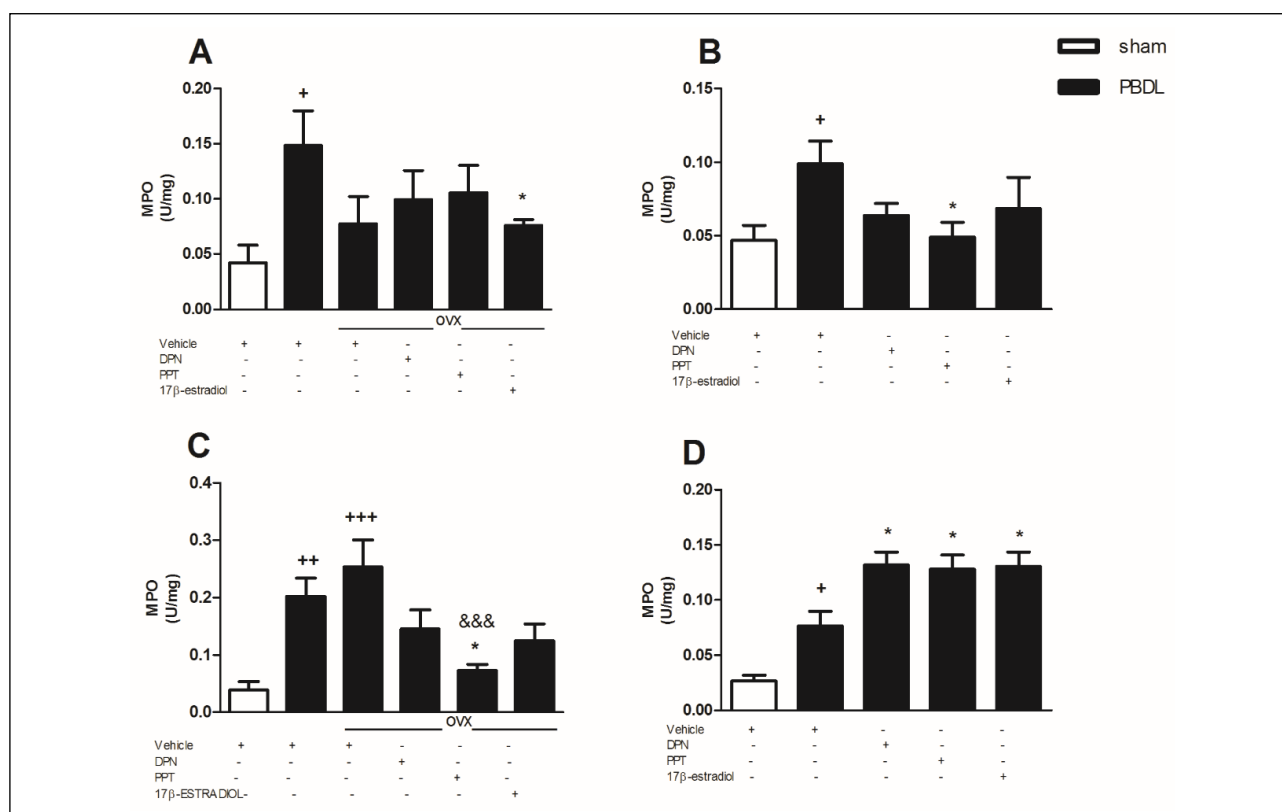 A
B
sham
PBDL
0.20
0.15
0.10
0.05
0.00
MPO
(U/mg)
+
*
OVX
Vehicle + + + - - -
DPN - - - + - -
PPT - - - - + -
17β-estradiol - - - - - +
0.15
0.10
0.05
0.00
MPO
(U/mg)
+
*
Vehicle + + - - -
DPN - - + - -
PPT - - - + -
17β-estradiol - - - - +
C
D
0.4
0.3
0.2
0.1
0.0
MPO
(U/mg)
++
+++
&&&
*
OVX
Vehicle + + + - - -
DPN - - - + - -
PPT - - - - + -
17β-ESTRADIOL- - - - - +
0.20
0.15
0.10
0.05
0.00
MPO
(U/mg)
+
* * *
Vehicle + + - - -
DPN - - + - -
PPT - - - + -
17β-estradiol - - - - +